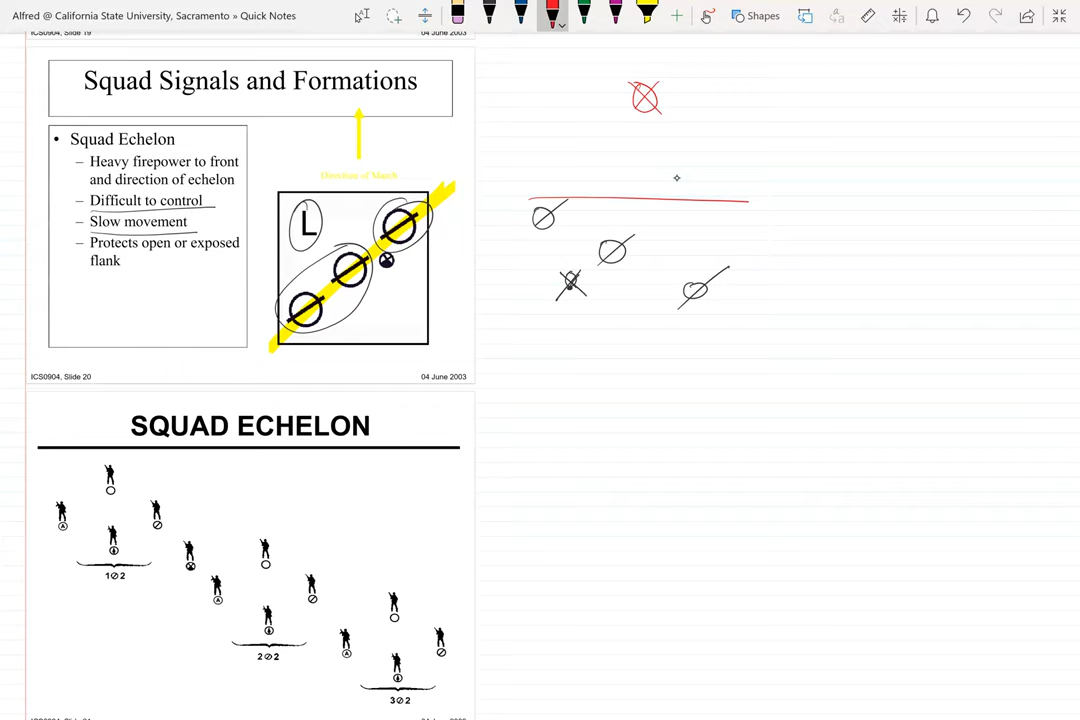 Alfred @ California State University, Sacramento » Quick Notes
Shapes
ICS0904, Slide 19
04 June 2003
Squad Signals and Formations
• Squad Echelon
– Heavy firepower to front
and direction of echelon
– Difficult to control
– Slow movement
– Protects open or exposed
flank
Direction of March
L
ICS0904, Slide 20
04 June 2003
SQUAD ECHELON
A
A
A
1∅2
2∅2
3∅2